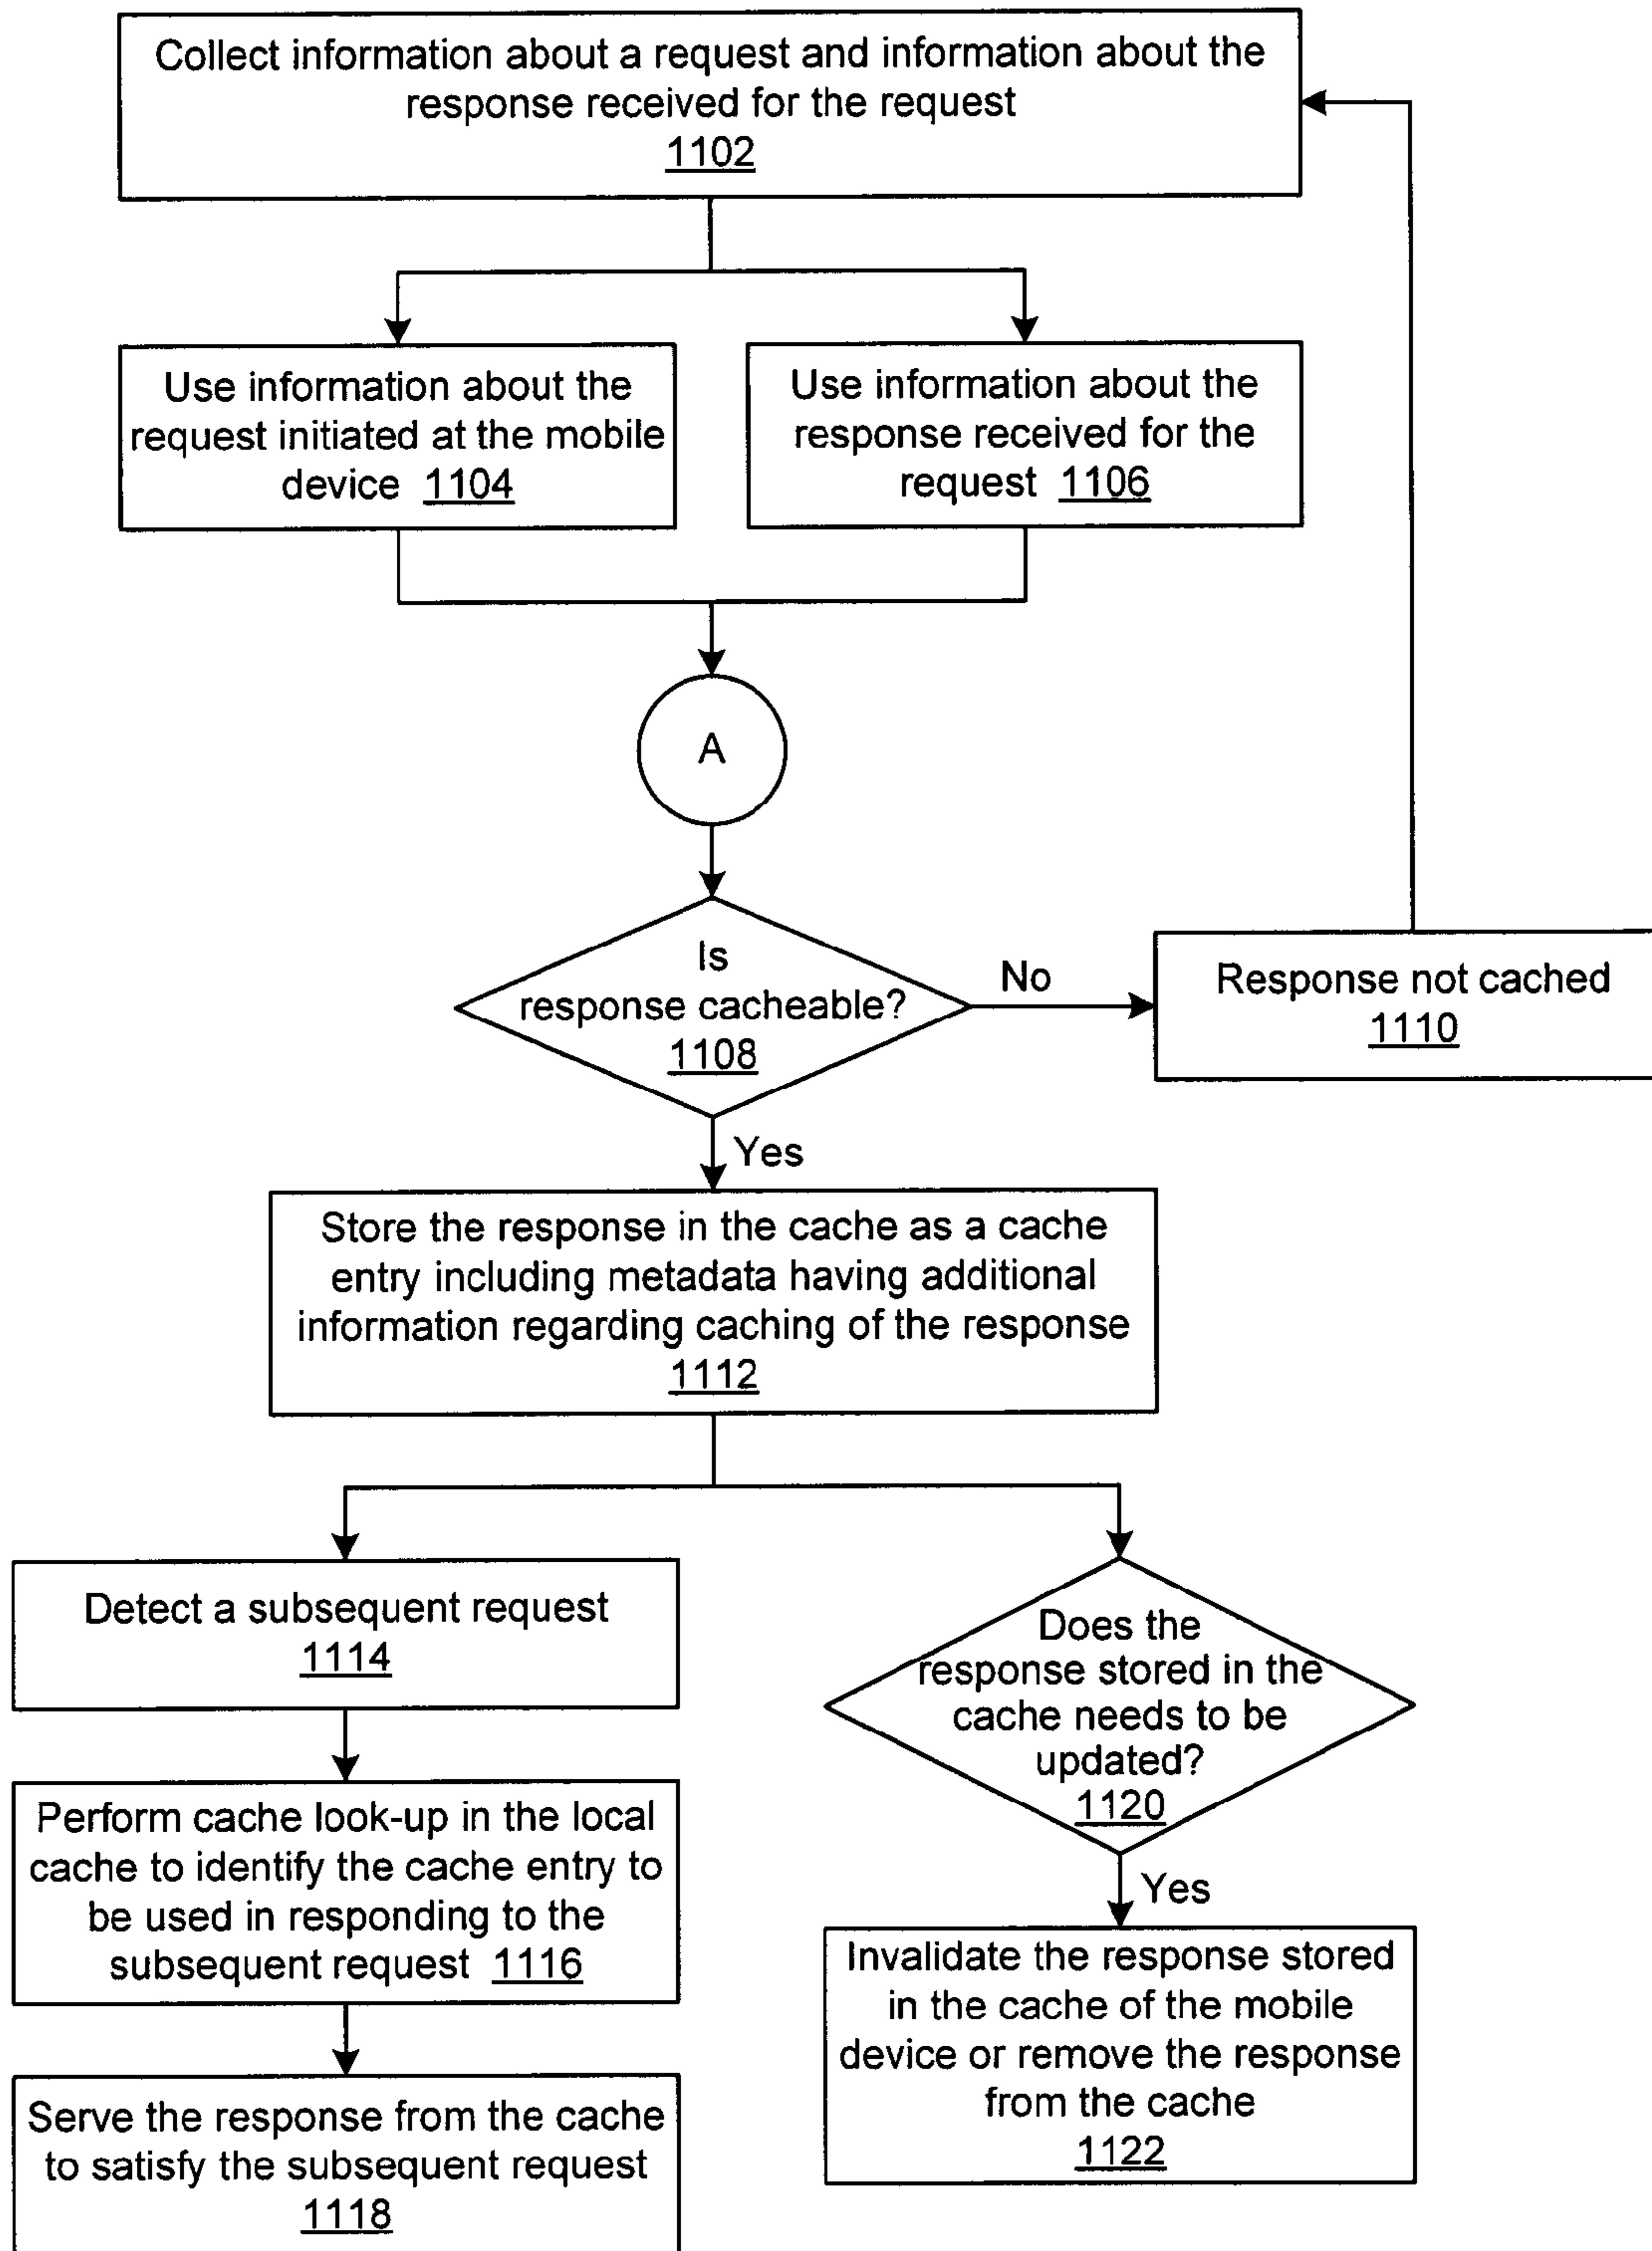 Collect information about a request and information about the
response received for the request
1102
Use information about the
request initiated at the mobile
device 1104
Use information about the
response received for the
request 1106
A
Is
response cacheable?
1108
No
Response not cached
1110
Yes
Store the response in the cache as a cache
entry including metadata having additional
information regarding caching of the response
1112
Detect a subsequent request
1114
Perform cache look-up in the local
cache to identify the cache entry to
be used in responding to the
subsequent request 1116
Serve the response from the cache
to satisfy the subsequent request
1118
Does the
response stored in the
cache needs to be
updated?
1120
Yes
Invalidate the response stored
in the cache of the mobile
device or remove the response
from the cache
1122